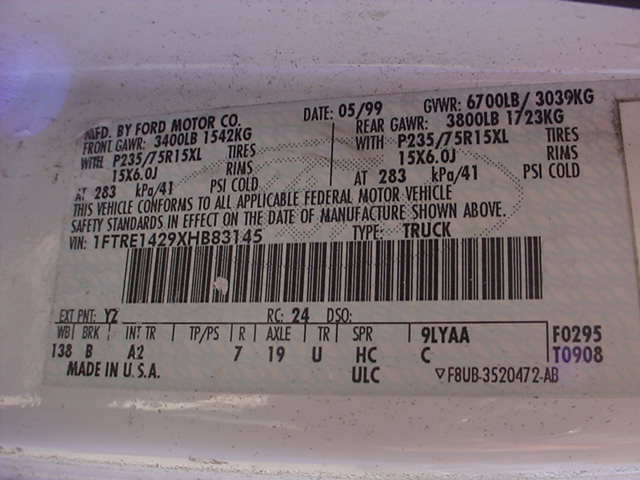 MFD. BY FORD MOTOR CO. DATE: 05/99 GVWR: 6700LB/ 3039KG
FRONT GAWR: 3400LB 1542KG REAR GAWR: 3800LB 1723KG
WITH P235/75R15XL TIRES WITH P235/75R15XL TIRES
15X6.0J RIMS 15X6.0J RIMS
AT 283 kPa/41 PSI COLD AT 283 kPa/41 PSI COLD
THIS VEHICLE CONFORMS TO ALL APPLICABLE FEDERAL MOTOR VEHICLE
SAFETY STANDARDS IN EFFECT ON THE DATE OF MANUFACTURE SHOWN ABOVE.
VIN: 1FTRE1429XHB83145 TYPE: TRUCK
EXT PNT: YZ RC: 24 DSO:
WB BRK INT TR TP/PS R AXLE TR SPR 9LYAA F0295
138 B A2 7 19 U HC C T0908
MADE IN U.S.A. ULC ▽F8UB-3520472-AB